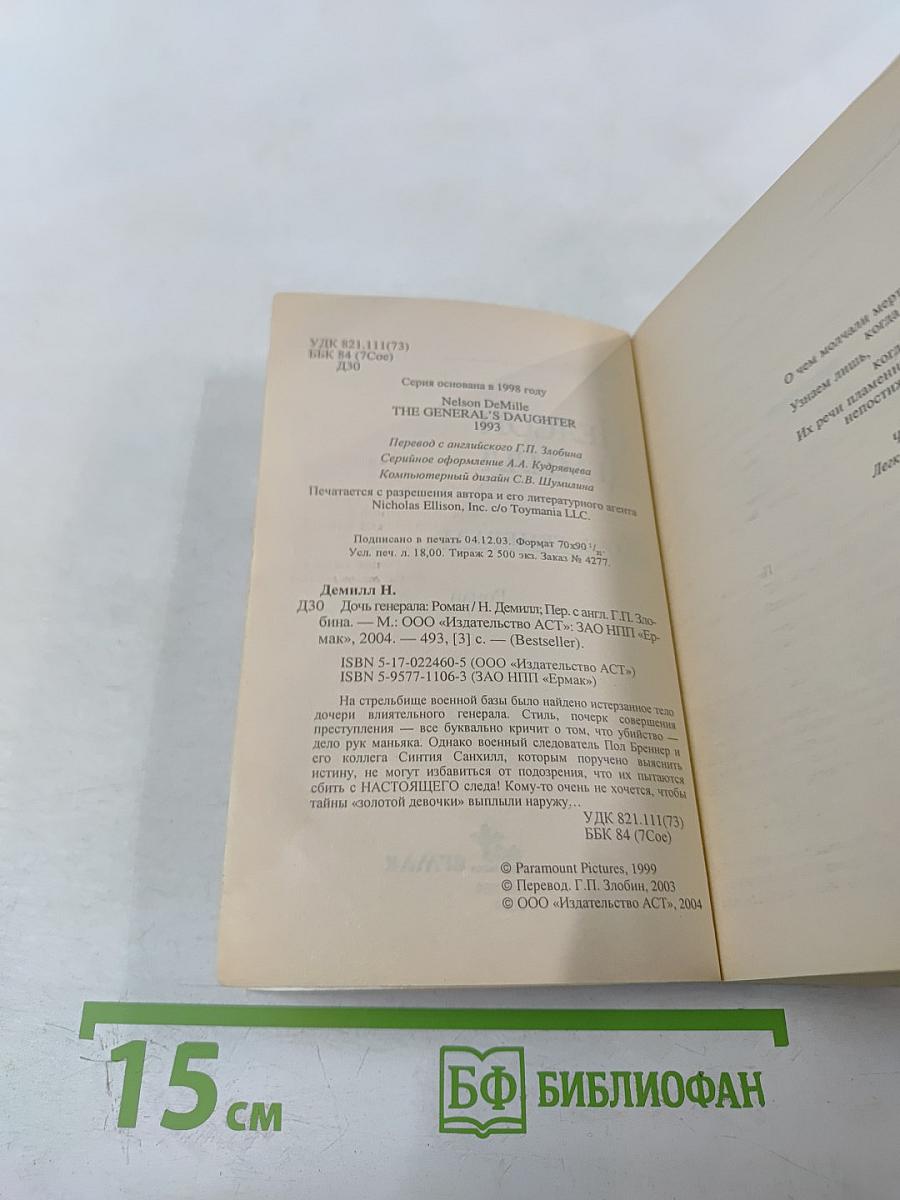 УДК 821.111(73)
ББК 84 (7Сое)
Д30
Серия основана в 1998 году
Nelson DeMille
THE GENERAL'S DAUGHTER
1993
Перевод с английского Г.П. Злобина
Серийное оформление А.А. Кудрявцева
Компьютерный дизайн С.В. Шумилина
Печатается с разрешения автора и его литературного агента
Nicholas Ellison, Inc. c/o Toymania LLC.
Подписано в печать 04.12.03. Формат 70х90 ¹/₃₂.
Усл. печ. л. 18,00. Тираж 2 500 экз. Заказ № 4277.
Демилл Н.
Д30 Дочь генерала: Роман / Н. Демилл; Пер. с англ. Г.П. Зло-
бина. — М.: ООО «Издательство АСТ»: ЗАО НПП «Ер-
мак», 2004. — 493, [3] с. — (Bestseller).
ISBN 5-17-022460-5 (ООО «Издательство АСТ»)
ISBN 5-9577-1106-3 (ЗАО НПП «Ермак»)
На стрельбище военной базы было найдено истерзанное тело
дочери влиятельного генерала. Стиль, почерк совершения
преступления — все буквально кричит о том, что убийство —
дело рук маньяка. Однако военный следователь Пол Бреннер и
его коллега Синтия Санхилл, которым поручено выяснить
истину, не могут избавиться от подозрения, что их пытаются
сбить с НАСТОЯЩЕГО следа! Кому-то очень не хочется, чтобы
тайны «золотой девочки» выплыли наружу...
УДК 821.111(73)
ББК 84 (7Сое)
© Paramount Pictures, 1999
© Перевод. Г.П. Злобин, 2003
© ООО «Издательство АСТ», 2004
О чем молчали
когда
Узнаем лишь,
Их речи
15 см
БФ БИБЛИОФАН